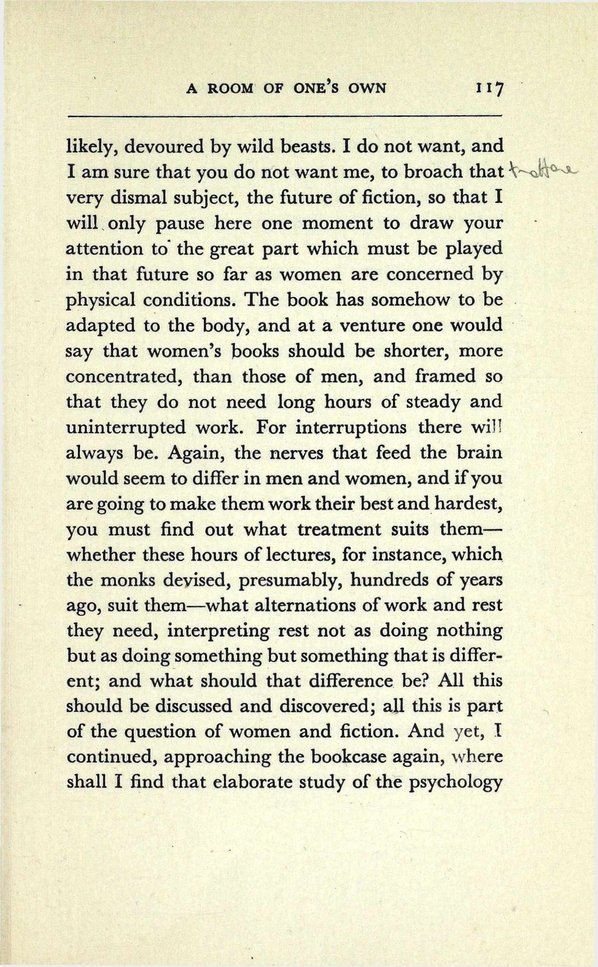 A ROOM OF ONE'S OWN 117
likely, devoured by wild beasts. I do not want, and
I am sure that you do not want me, to broach that trattare
very dismal subject, the future of fiction, so that I
will only pause here one moment to draw your
attention to the great part which must be played
in that future so far as women are concerned by
physical conditions. The book has somehow to be
adapted to the body, and at a venture one would
say that women's books should be shorter, more
concentrated, than those of men, and framed so
that they do not need long hours of steady and
uninterrupted work. For interruptions there will
always be. Again, the nerves that feed the brain
would seem to differ in men and women, and if you
are going to make them work their best and hardest,
you must find out what treatment suits them—
whether these hours of lectures, for instance, which
the monks devised, presumably, hundreds of years
ago, suit them—what alternations of work and rest
they need, interpreting rest not as doing nothing
but as doing something but something that is differ-
ent; and what should that difference be? All this
should be discussed and discovered; all this is part
of the question of women and fiction. And yet, I
continued, approaching the bookcase again, where
shall I find that elaborate study of the psychology